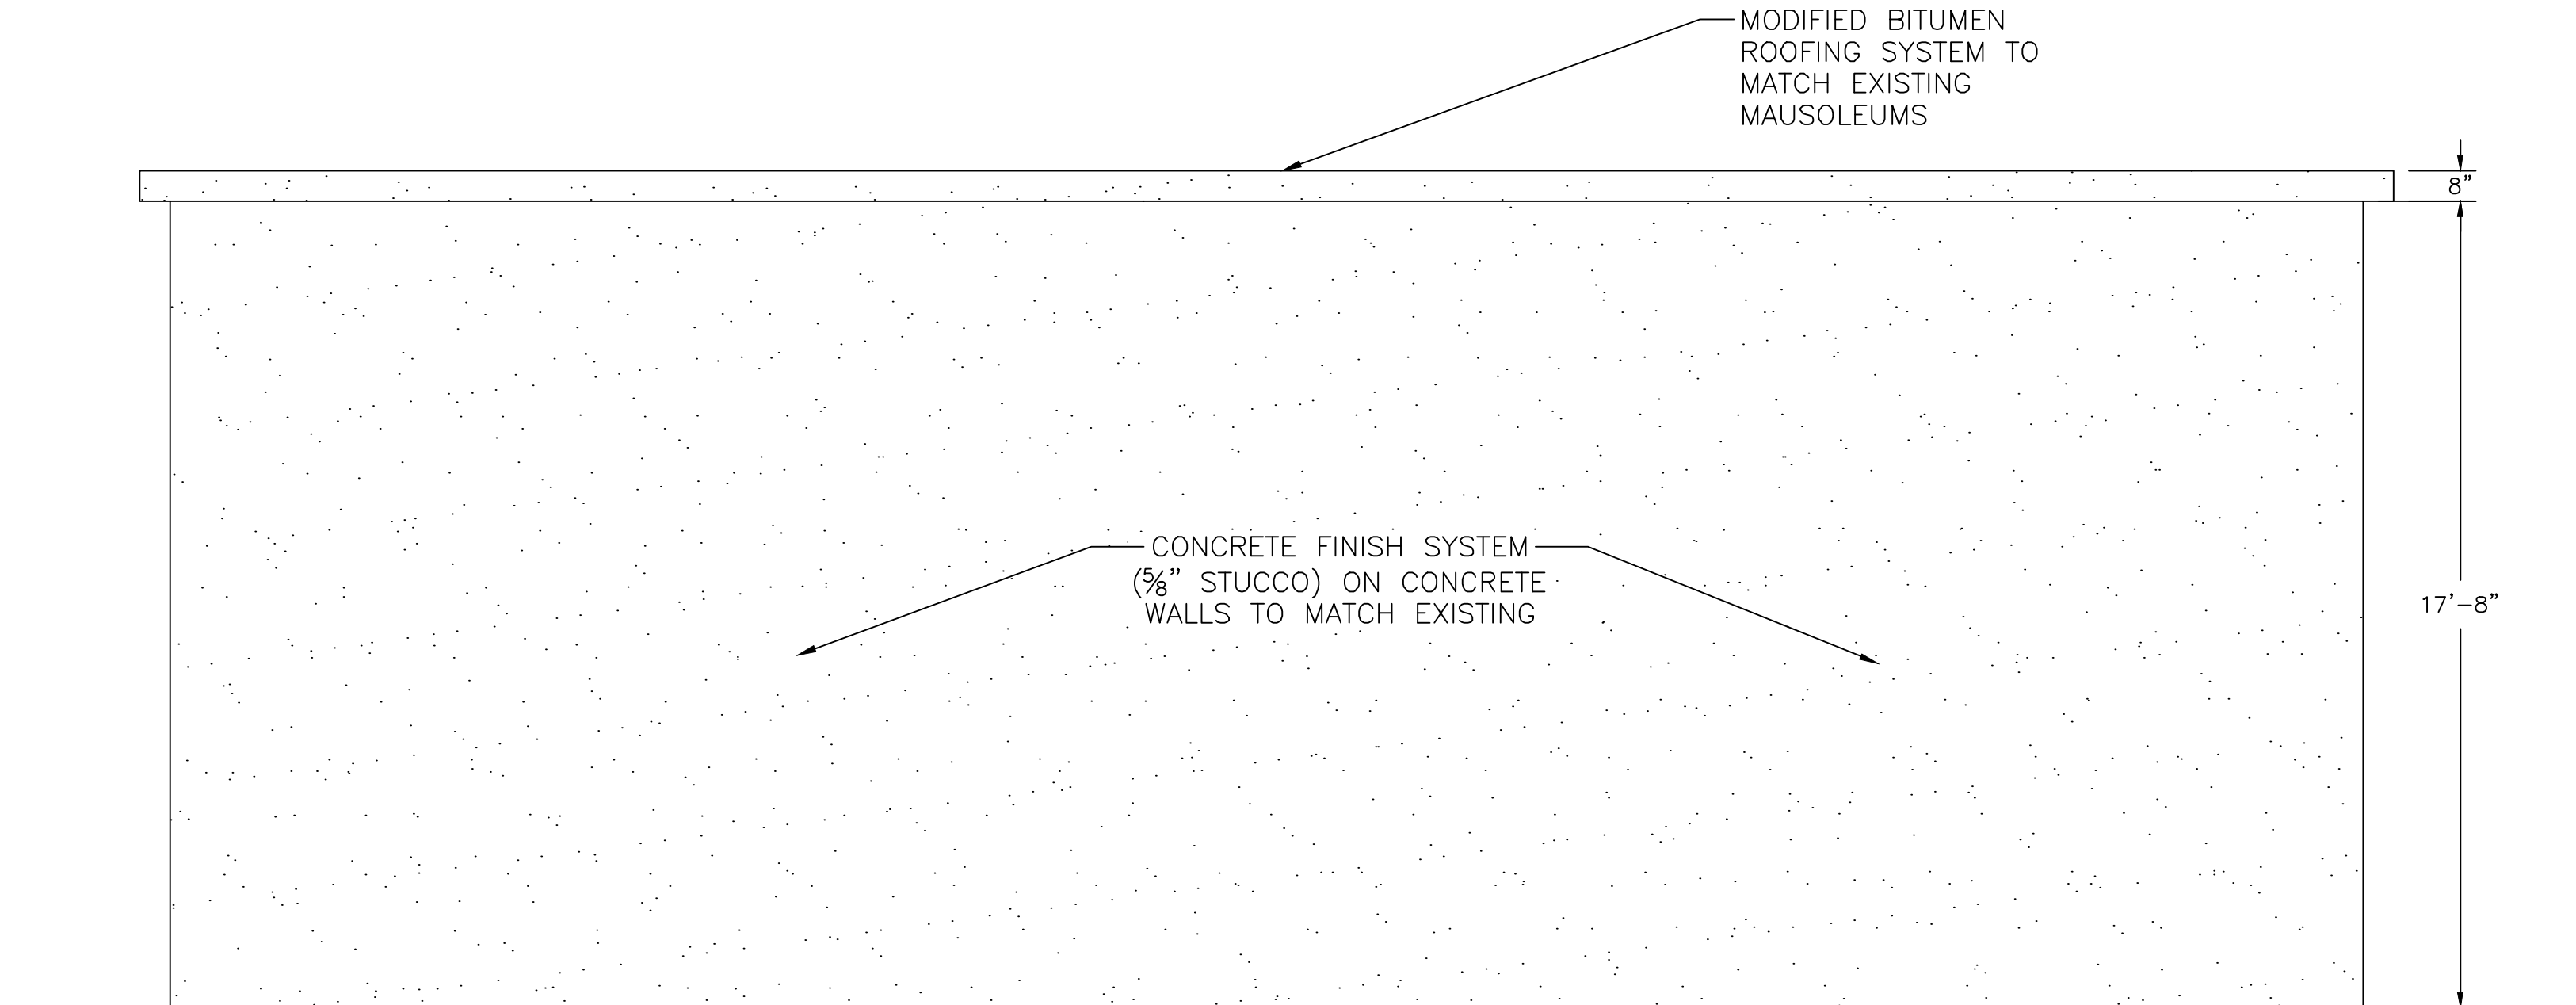 MODIFIED BITUMEN
ROOFING SYSTEM TO
MATCH EXISTING
MAUSOLEUMS
8"
CONCRETE FINISH SYSTEM
(⅝" STUCCO) ON CONCRETE
WALLS TO MATCH EXISTING
17'-8"